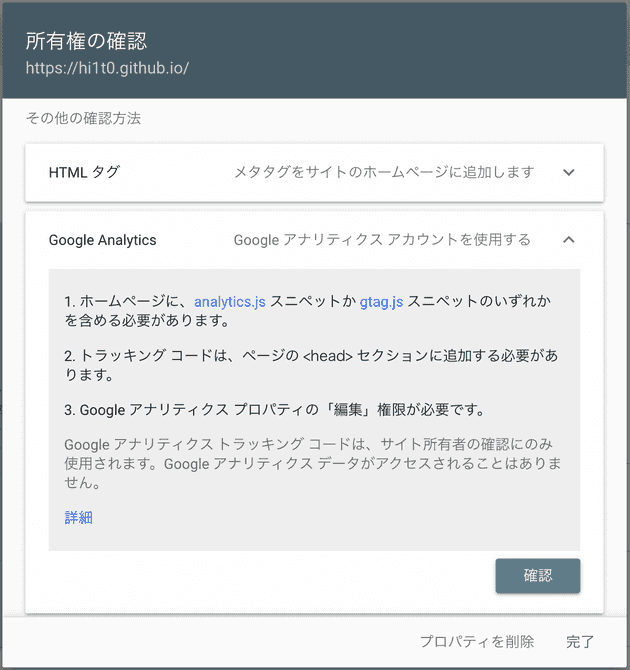 所有権の確認
https://hi1t0.github.io/
その他の確認方法
HTML タグ メタタグをサイトのホームページに追加します
Google Analytics Google アナリティクス アカウントを使用する
1. ホームページに、analytics.js スニペットか gtag.js スニペットのいずれか
を含める必要があります。
2. トラッキング コードは、ページの <head> セクションに追加する必要があ
ります。
3. Google アナリティクス プロパティの「編集」権限が必要です。
Google アナリティクス トラッキング コードは、サイト所有者の確認にのみ
使用されます。Google アナリティクス データがアクセスされることはありま
せん。
詳細
確認
プロパティを削除 完了